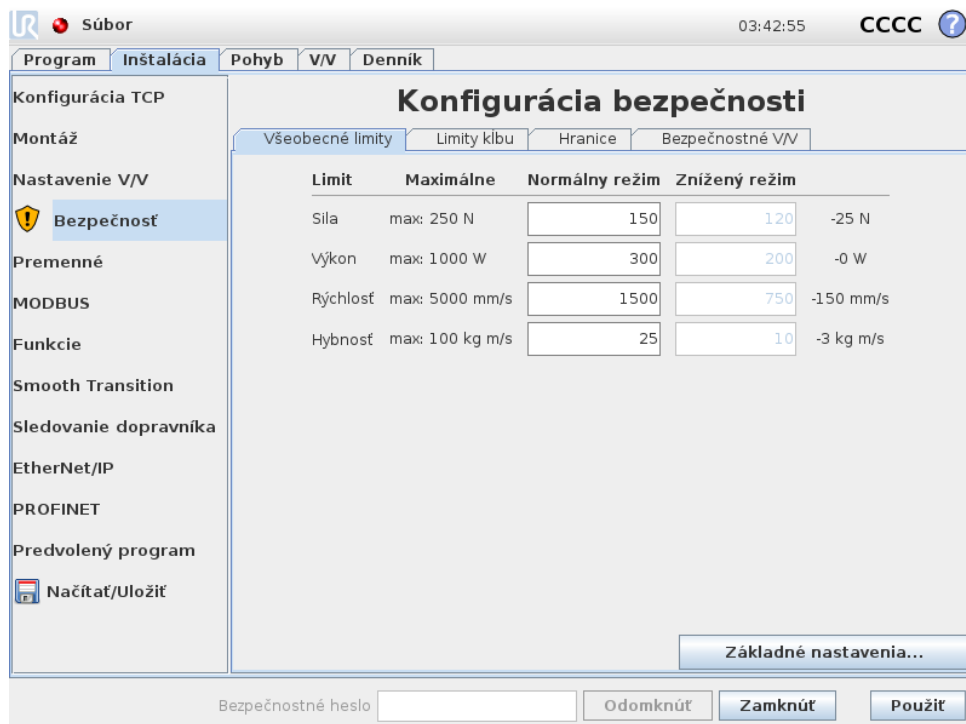 UR Súbor 03:42:55 CCCC ?
Program Inštalácia Pohyb V/V Denník
Konfigurácia TCP
Montáž
Nastavenie V/V
Bezpečnosť
Premenné
MODBUS
Funkcie
Smooth Transition
Sledovanie dopravníka
EtherNet/IP
PROFINET
Predvolený program
Načítať/Uložiť
Konfigurácia bezpečnosti
Všeobecné limity Limity kĺbu Hranice Bezpečnostné V/V
Limit Maximálne Normálny režim Znížený režim
Sila max: 250 N 150 120 -25 N
Výkon max: 1000 W 300 200 -0 W
Rýchlosť max: 5000 mm/s 1500 750 -150 mm/s
Hybnosť max: 100 kg m/s 25 10 -3 kg m/s
Základné nastavenia...
Bezpečnostné heslo Odomknúť Zamknúť Použiť